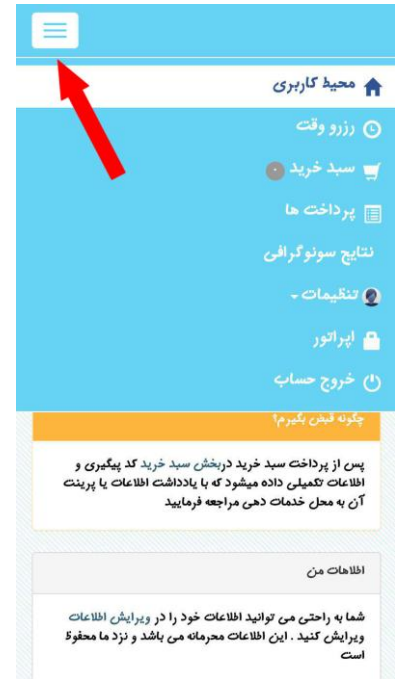 محیط کاربری
رزرو وقت
سبد خرید ۰
پرداخت ها
نتایج سونوگرافی
تنظیمات
اپراتور
خروج حساب
چگونه قبض بگیرم؟
پس از پرداخت سبد خرید دربخش سبد خرید کد پیگیری و
اطلاعات تکمیلی داده میشود که با یادداشت اطلاعات یا پرینت
آن به محل خدمات دهی مراجعه فرمایید
اطلاعات من
شما به راحتی می توانید اطلاعات خود را در ویرایش اطلاعات
ویرایش کنید . این اطلاعات محرمانه می باشد و نزد ما محفوظ
است